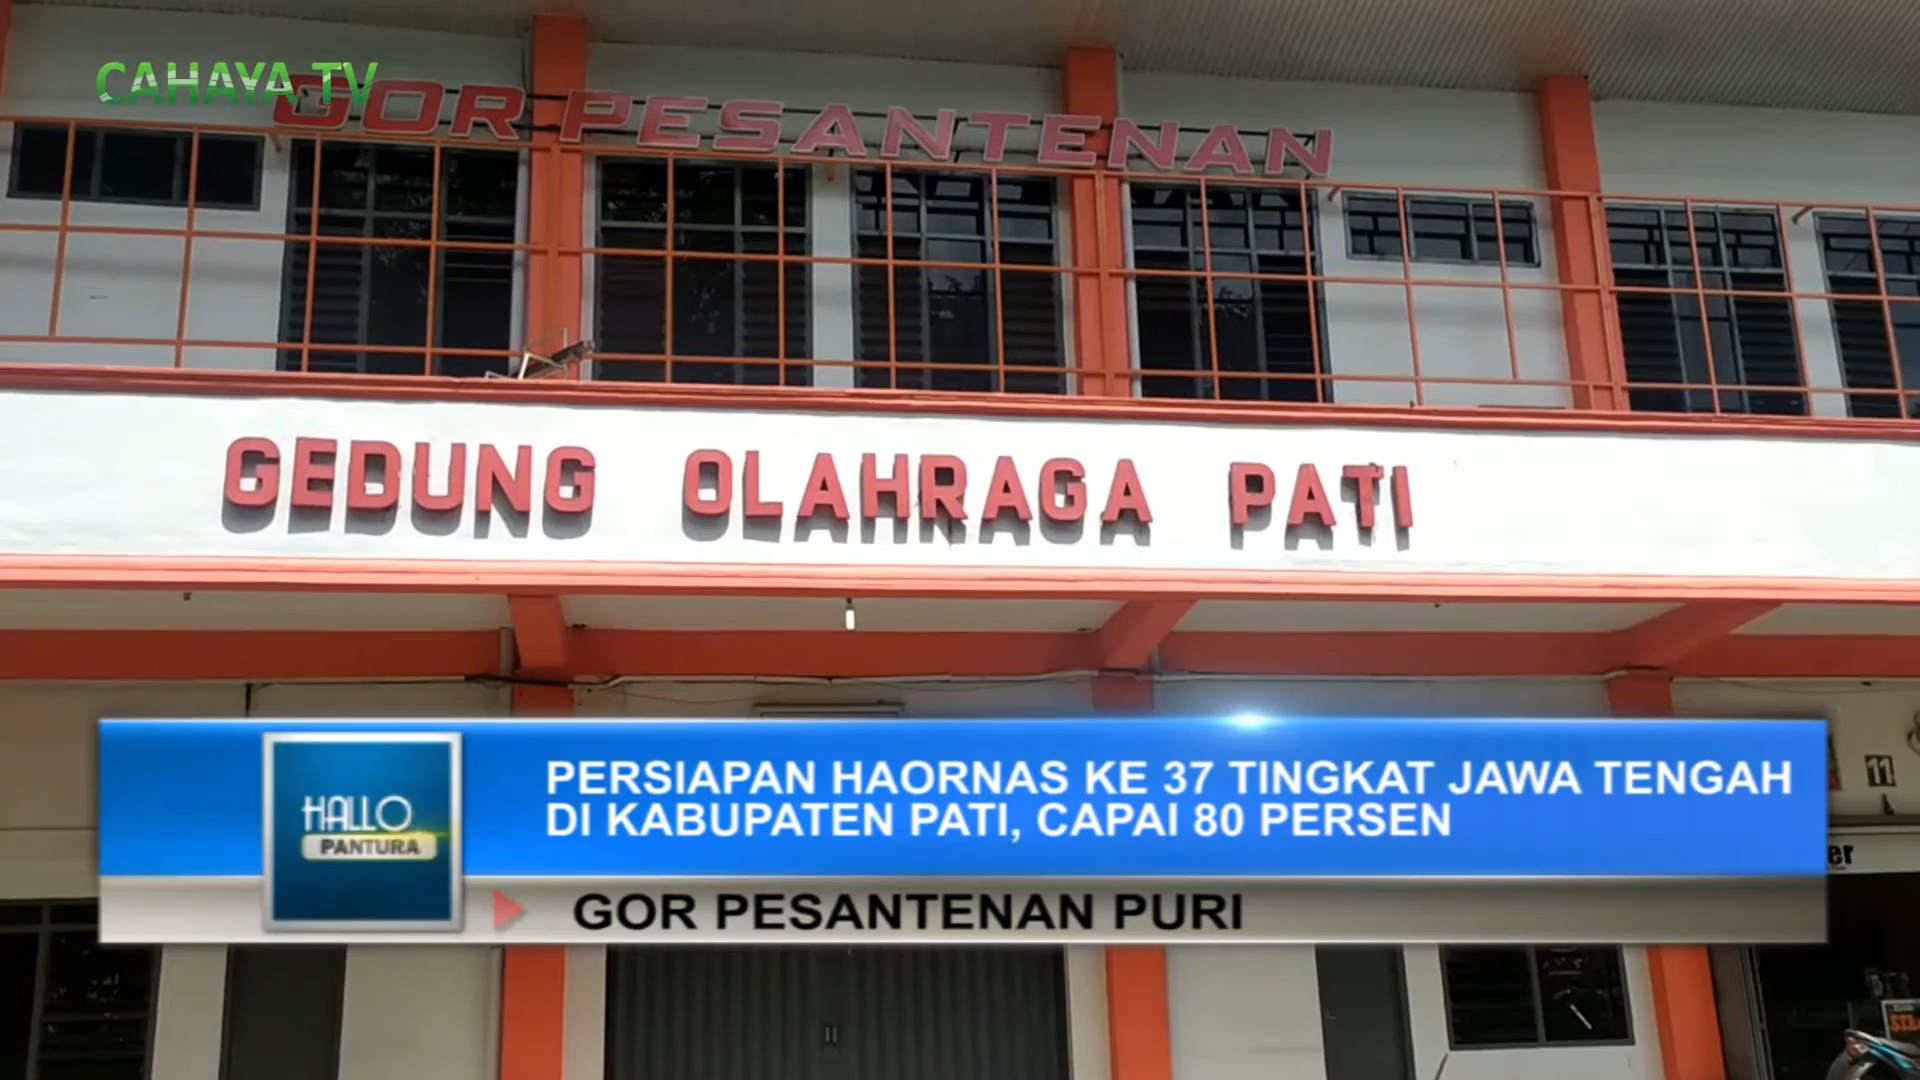 CAHAYA TV
GOR PESANTENAN
GEDUNG OLAHRAGA PATI
11
PERSIAPAN HAORNAS KE 37 TINGKAT JAWA TENGAH
DI KABUPATEN PATI, CAPAI 80 PERSEN
HALLO
PANTURA
GOR PESANTENAN PURI